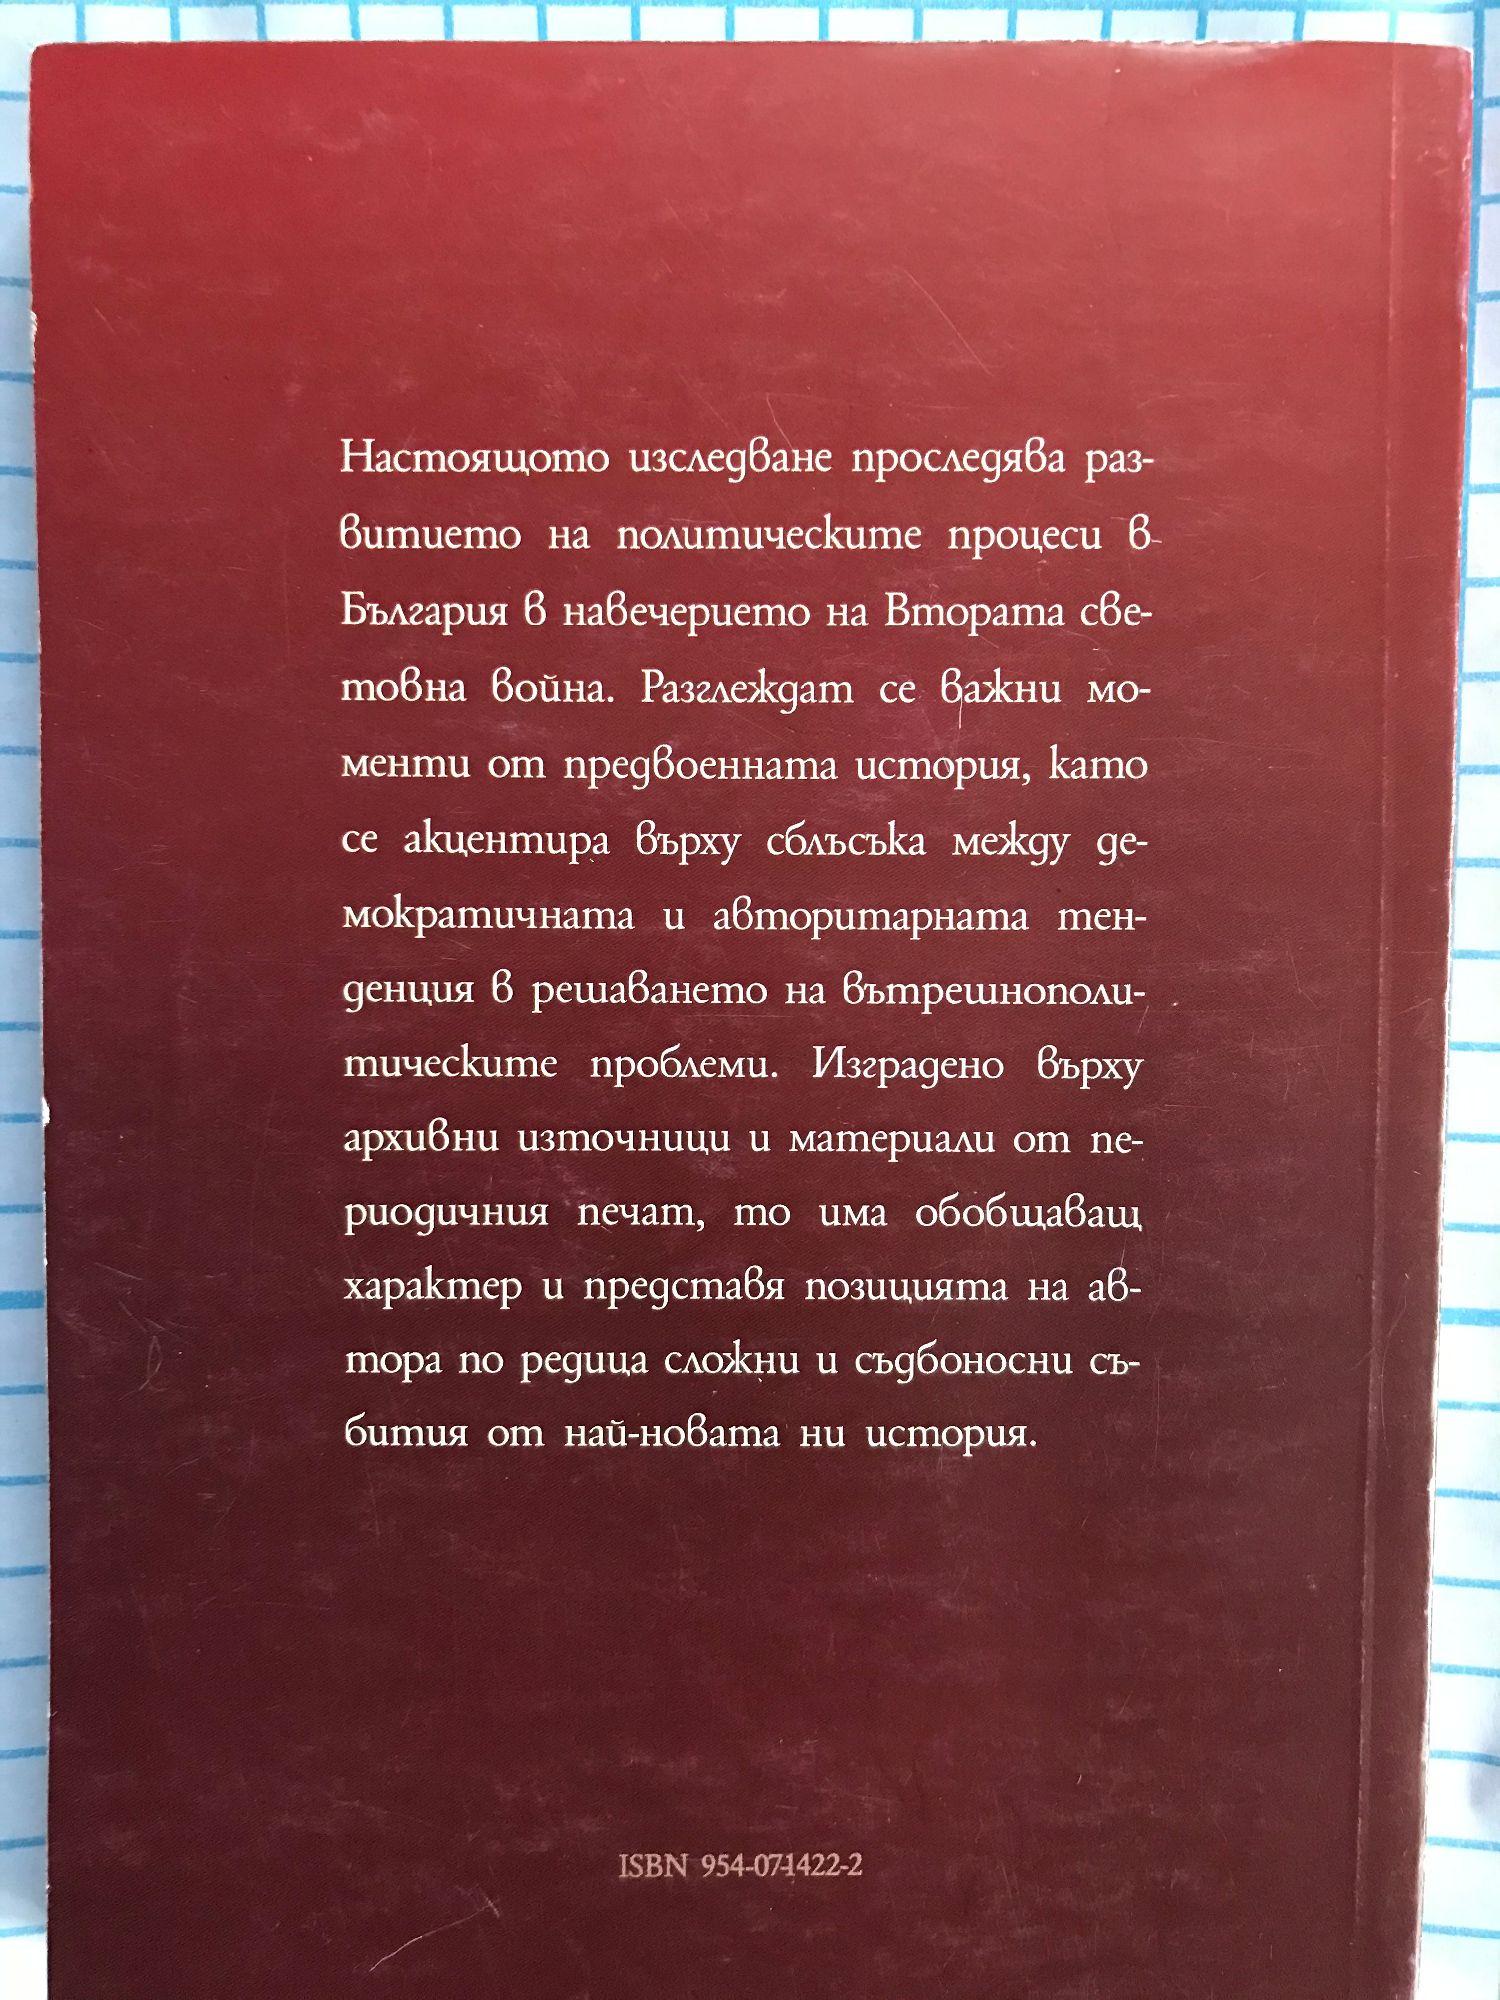 Настоящото изследване проследява раз-
витието на политическите процеси в
България в навечерието на Втората све-
товна война. Разглеждат се важни мо-
менти от предвоенната история, като
се акцентира върху сблъсъка между де-
мократичната и авторитарната тен-
денция в решаването на вътрешнополи-
тическите проблеми. Изградено върху
архивни източници и материали от пе-
риодичния печат, то има обобщаващ
характер и представя позицията на ав-
тора по редица сложни и съдбоносни съ-
бития от най-новата ни история.
ISBN 954-07-1422-2